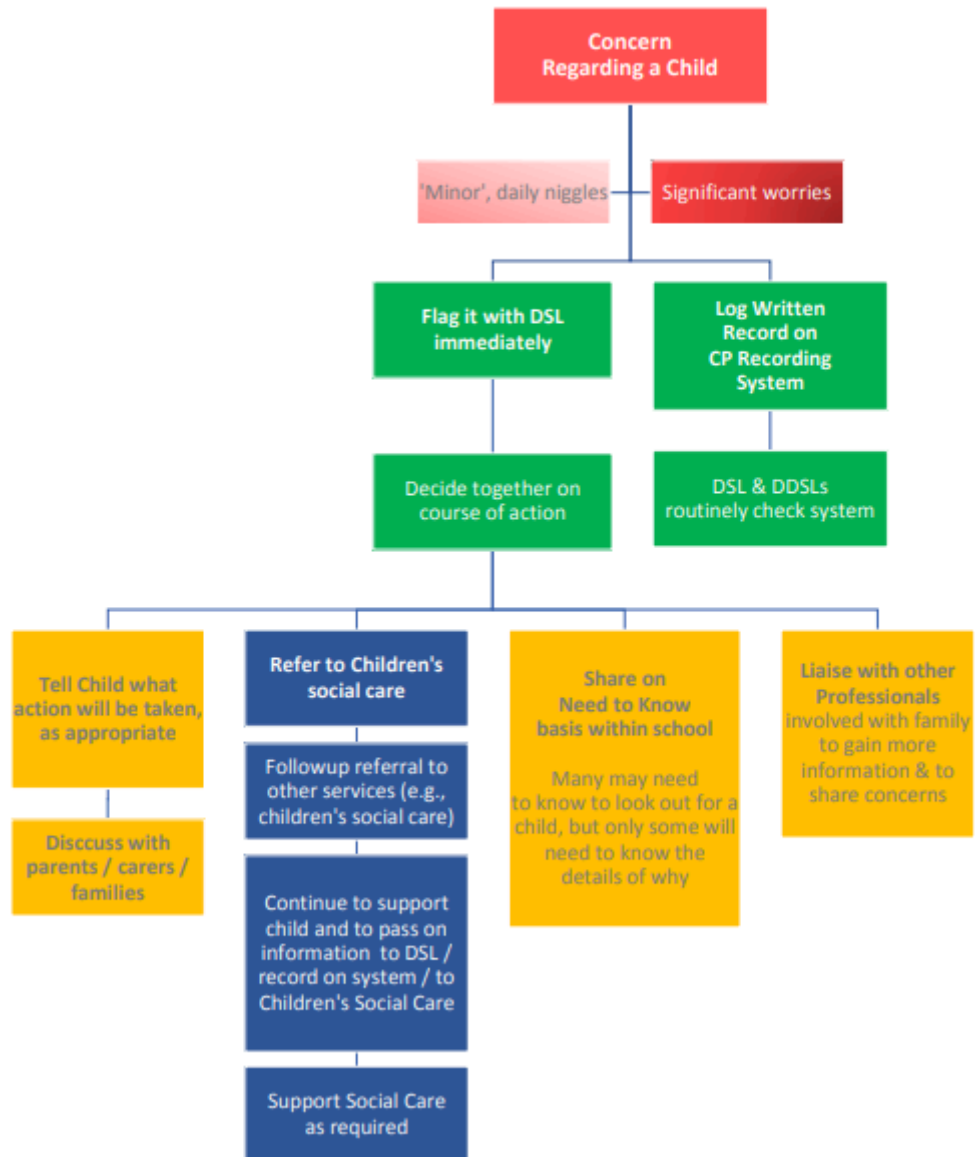 Concern
Regarding a Child
'Minor', daily niggles
Significant worries
Flag it with DSL
immediately
Log Written
Record on
CP Recording
System
Decide together on
course of action
DSL & DDSLs
routinely check system
Tell Child what
action will be taken,
as appropriate
Disccuss with
parents / carers /
families
Refer to Children's
social care
Followup referral to
other services (e.g.,
children's social care)
Continue to support
child and to pass on
information to DSL /
record on system / to
Children's Social Care
Support Social Care
as required
Share on
Need to Know
basis within school
Many may need
to know to look out for a
child, but only some will
need to know the
details of why
Liaise with other
Professionals
involved with family
to gain more
information & to
share concerns